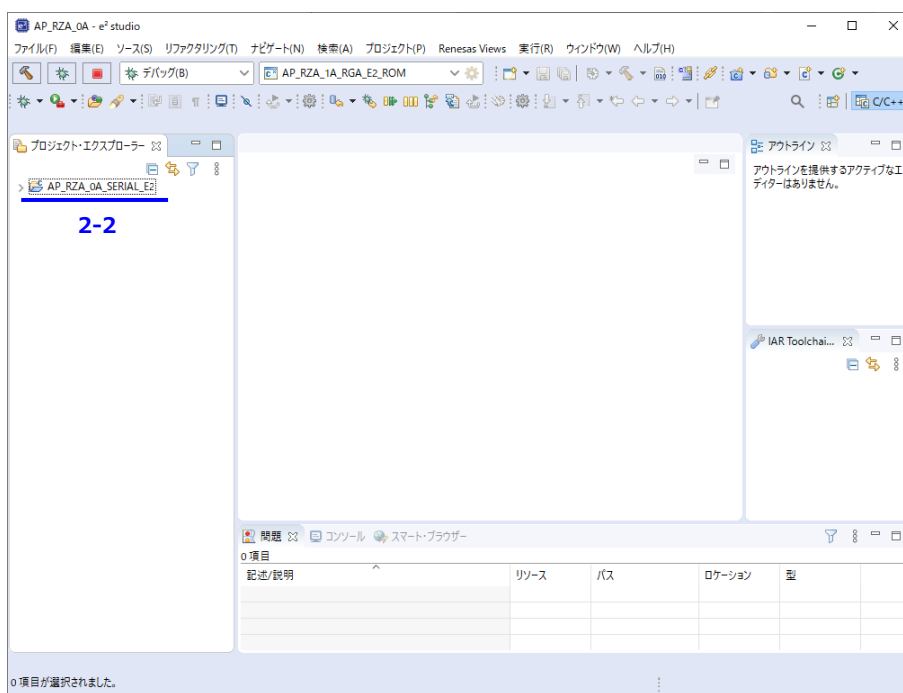 AP_RZA_0A - e² studio
ファイル(F) 編集(E) ソース(S) リファクタリング(T) ナビゲート(N) 検索(A) プロジェクト(P) Renesas Views 実行(R) ウィンドウ(W) ヘルプ(H)
デバッグ(B) AP_RZA_1A_RGA_E2_ROM
C/C++
プロジェクト・エクスプローラー
AP_RZA_0A_SERIAL_E2
2-2
アウトライン
アウトラインを提供するアクティブなエ
ディターはありません。
IAR Toolchai...
問題 コンソール スマート・ブラウザー
0 項目
記述/説明 リソース パス ロケーション 型
0 項目が選択されました。